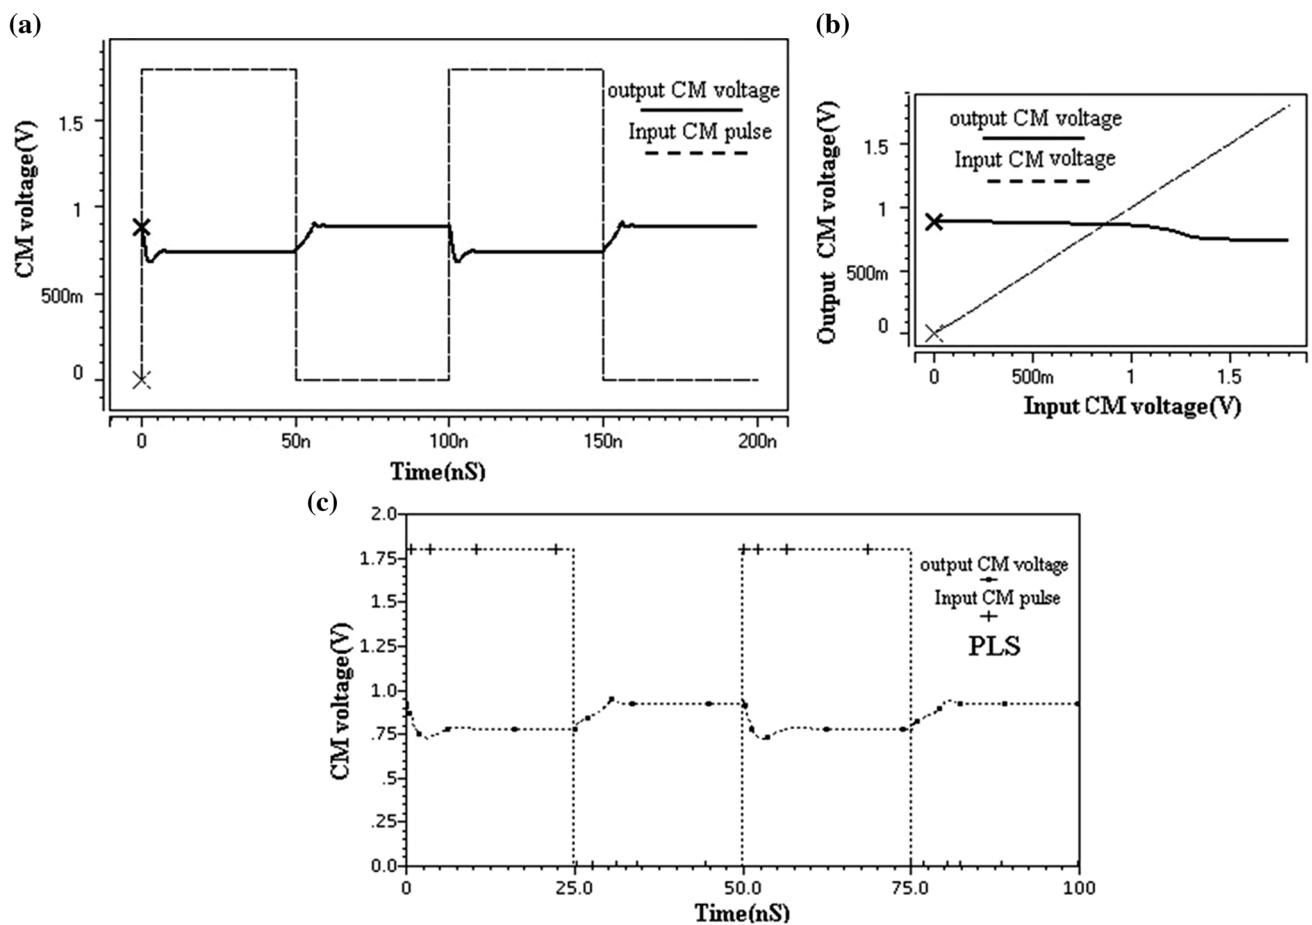 (a)
CM voltage(V)
1.5
1
500m
0
output CM voltage
Input CM pulse
0
50n
100n
150n
200n
Time(nS)
(b)
Output CM voltage(V)
1.5
1
500m
0
output CM voltage
Input CM voltage
0
500m
1
1.5
Input CM voltage(V)
(c)
CM voltage(V)
2.0
1.75
1.5
1.25
1.0
.75
.5
.25
0.0
output CM voltage
Input CM pulse
PLS
0
25.0
50.0
75.0
100
Time(nS)